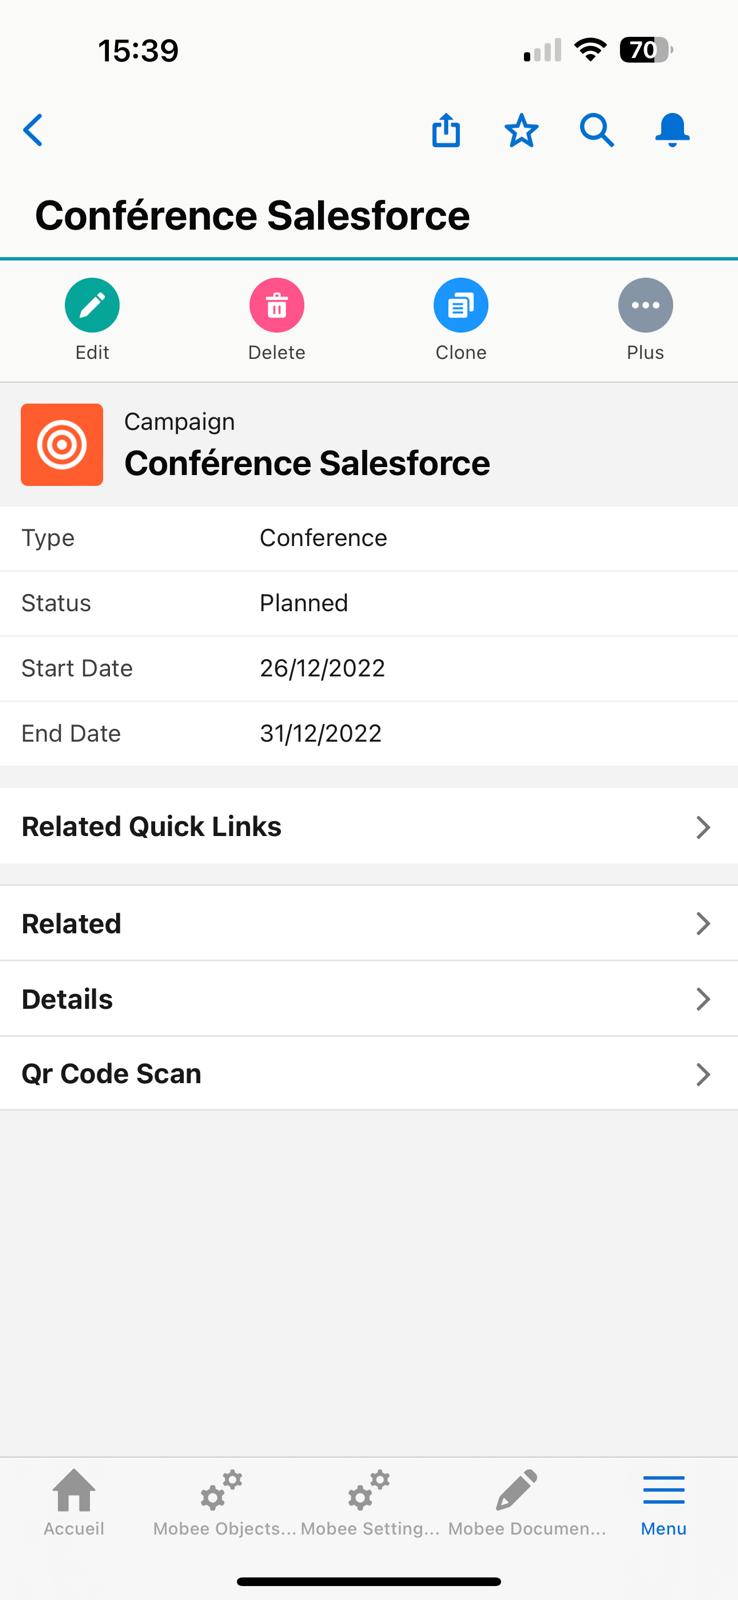 15:39
70
Conférence Salesforce
Edit Delete Clone Plus
Campaign
Conférence Salesforce
Type Conference
Status Planned
Start Date 26/12/2022
End Date 31/12/2022
Related Quick Links
Related
Details
Qr Code Scan
Accueil Mobee Objects... Mobee Setting... Mobee Documen... Menu